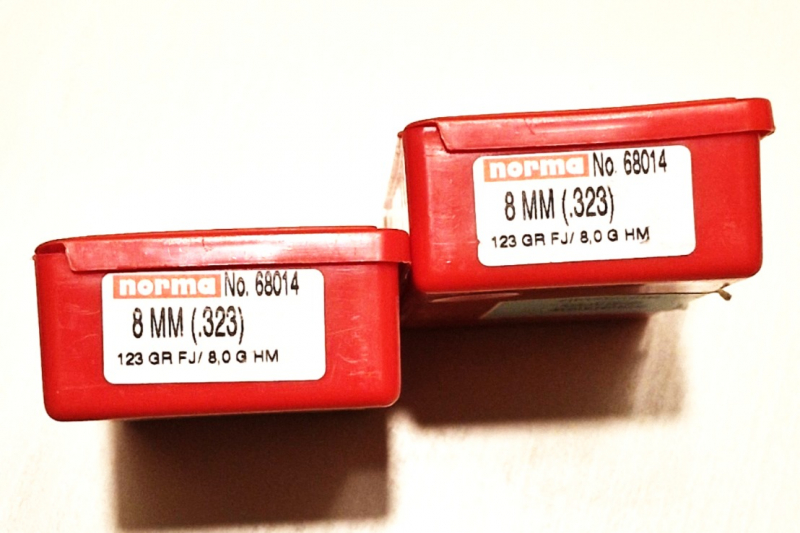 norma No. 68014
8 MM (.323)
123 GR FJ/ 8,0 G HM
norma No. 68014
8 MM (.323)
123 GR FJ/ 8,0 G HM